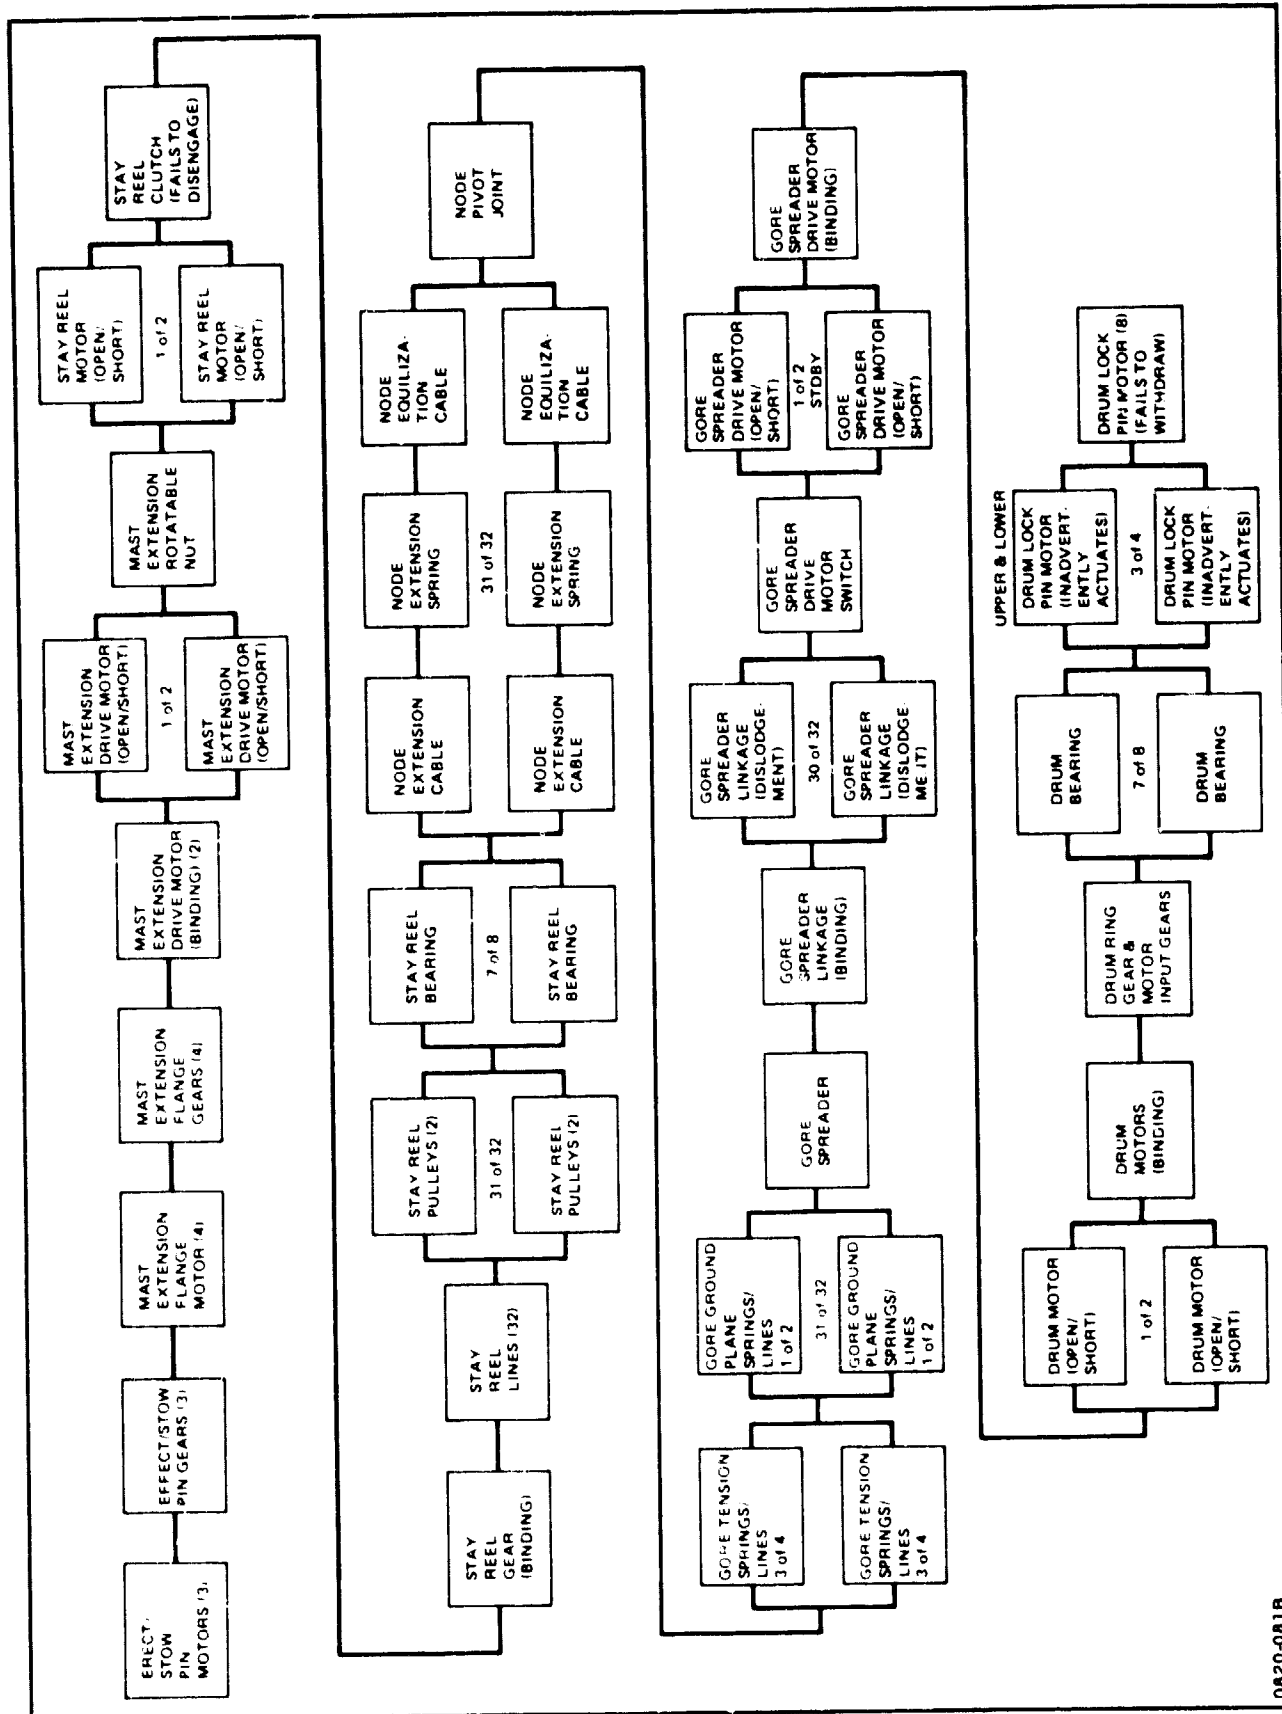 ERECT
STOW
PIN
MOTORS (3)
EFFECT/STOW
PIN GEARS (3)
MAST
EXTENSION
FLANGE
MOTOR (4)
MAST
EXTENSION
FLANGE
GEARS (4)
MAST
EXTENSION
DRIVE MOTOR
(BINDING) (2)
MAST
EXTENSION
DRIVE MOTOR
(OPEN/SHORT)
1 of 2
MAST
EXTENSION
DRIVE MOTOR
(OPEN/SHORT)
MAST
EXTENSION
ROTATABLE
NUT
STAY REEL
MOTOR
(OPEN/
SHORT)
1 of 2
STAY REEL
MOTOR
(OPEN/
SHORT)
STAY
REEL
CLUTCH
(FAILS TO
DISENGAGE)
STAY
REEL
GEAR
(BINDING)
STAY
REEL
LINES (32)
STAY REEL
PULLEYS (2)
31 of 32
STAY REEL
PULLEYS (2)
STAY REEL
BEARING
7 of 8
STAY REEL
BEARING
NODE
EXTENSION
CABLE
NODE
EXTENSION
CABLE
NODE
EXTENSION
SPRING
31 of 32
NODE
EXTENSION
SPRING
NODE
EQUILIZA-
TION
CABLE
NODE
EQUILIZA-
TION
CABLE
NODE
PIVOT
JOINT
GORE TENSION
SPRINGS/
LINES
3 of 4
GORE TENSION
SPRINGS/
LINES
3 of 4
GORE GROUND
PLANE
SPRINGS/
LINES
1 of 2
31 of 32
GORE GROUND
PLANE
SPRINGS/
LINES
1 of 2
GORE
SPREADER
GORE
SPREADER
LINKAGE
(BINDING)
GORE
SPREADER
LINKAGE
(DISLODGE-
MENT)
30 of 32
GORE
SPREADER
LINKAGE
(DISLODGE-
ME IT)
GORE
SPREADER
DRIVE
MOTOR
SWITCH
GORE
SPREADER
DRIVE MOTOR
(OPEN/
SHORT)
1 of 2
STDBY
GORE
SPREADER
DRIVE MOTOR
(OPEN/
SHORT)
GORE
SPREADER
DRIVE MOTOR
(BINDING)
DRUM MOTOR
(OPEN/
SHORT)
1 of 2
DRUM MOTOR
(OPEN/
SHORT)
DRUM
MOTORS
(BINDING)
DRUM RING
GEAR &
MOTOR
INPUT GEARS
DRUM
BEARING
7 of 8
DRUM
BEARING
UPPER & LOWER
DRUM LOCK
PIN MOTOR
(INADVERT-
ENTLY
ACTUATES)
3 of 4
DRUM LOCK
PIN MOTOR
(INADVERT-
ENTLY
ACTUATES)
DRUM LOCK
PIN MOTOR (8)
(FAILS TO
WITHDRAW)
0820-081B